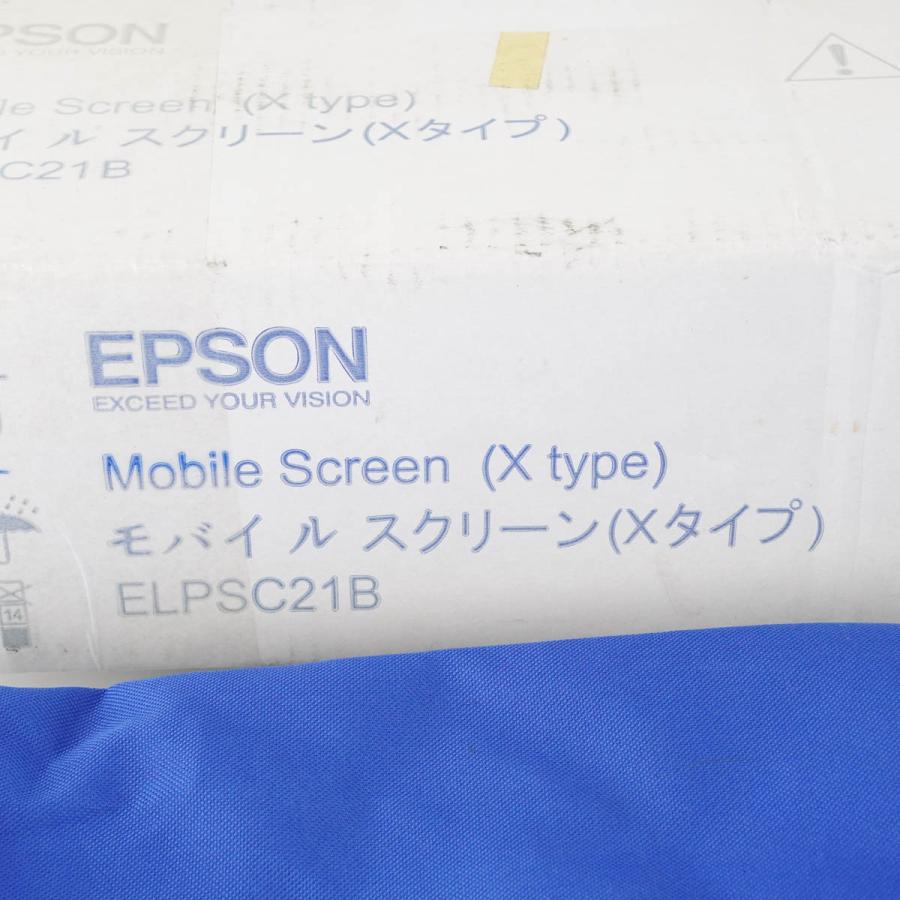 PSON
YOUR VISION
le Screen (X type)
イル スクリーン(Xタイプ)
C21B
EPSON
EXCEED YOUR VISION
Mobile Screen (X type)
モバイル スクリーン(Xタイプ)
ELPSC21B
14